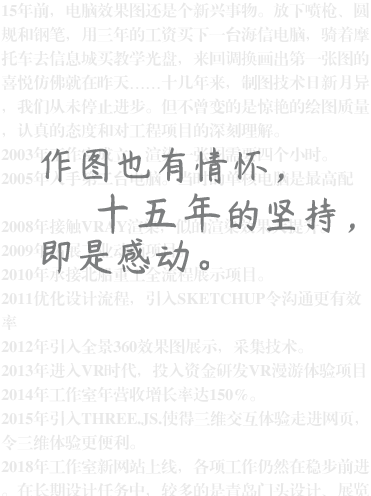 15年前，电脑效果图还是个新兴事物。放下喷枪、圆
规和钢笔，用三年的工资买下一台海信电脑，骑着摩
托车去信息城买教学光盘，来回调换画出第一张图的
喜悦仿佛就在昨天……十几年来，制图技术日新月异
，我们从未停止进步。但不曾变的是惊艳的绘图质量
，认真的态度和对工程项目的深刻理解。
作图也有情怀，
十五年的坚持，
即是感动。
2003年
四个小时。
2005年
是最高配
2008年接触VRAY渲染，
2009年
2010年承接北船重工全流程展示项目。
2011优化设计流程，引入SKETCHUP令沟通更有效
率
2012年引入全景360效果图展示，采集技术。
2013年进入VR时代，投入资金研发VR漫游体验项目
2014年工作室年营收增长率达150%。
2015年引入THREE.JS,使得三维交互体验走进网页，
令三维体验更便利。
2018年工作室新网站上线，各项工作仍然在稳步前进
。在长期设计任务中，较多的是青岛门头设计、展览